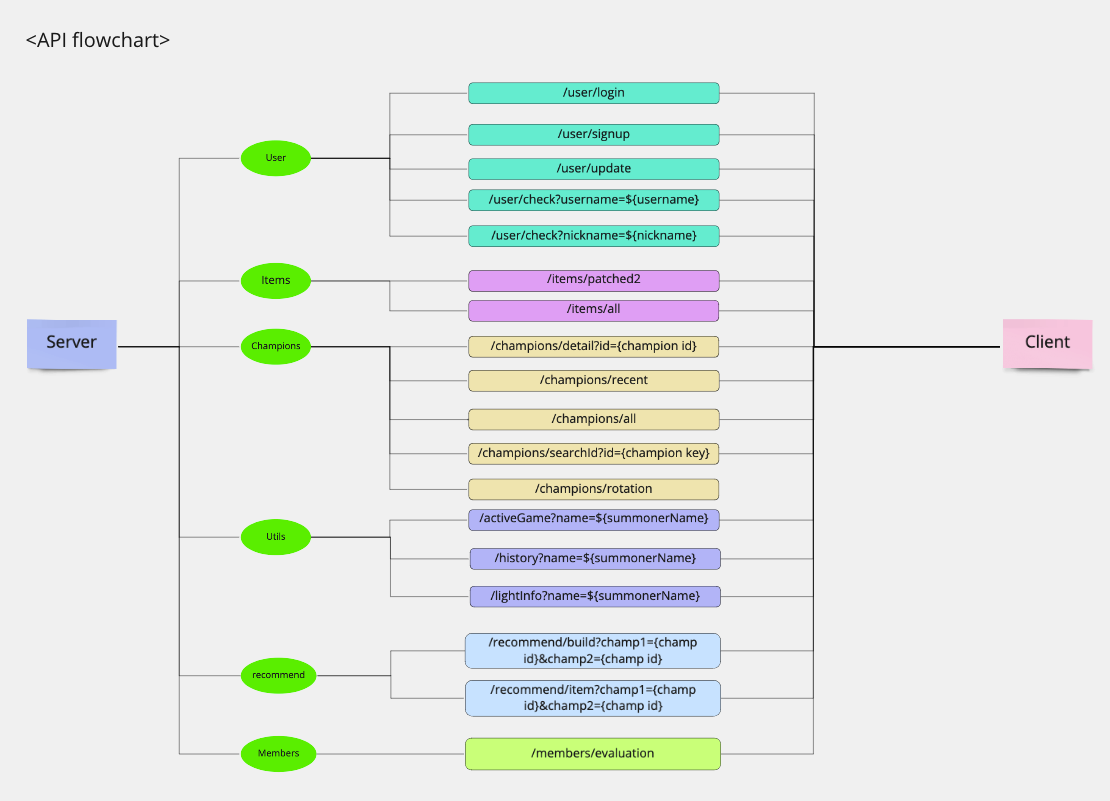 <API flowchart>
/user/login
/user/signup
User
/user/update
/user/check?username=${username}
/user/check?nickname=${nickname}
Items
/items/patched2
/items/all
Server
Champions
/champions/detail?id={champion id}
Client
/champions/recent
/champions/all
/champions/searchId?id={champion key}
/champions/rotation
/activeGame?name=${summonerName}
Utils
/history?name=${summonerName}
/lightInfo?name=${summonerName}
/recommend/build?champ1={champ
id}&champ2={champ id}
recommend
/recommend/item?champ1={champ
id}&champ2={champ id}
Members
/members/evaluation